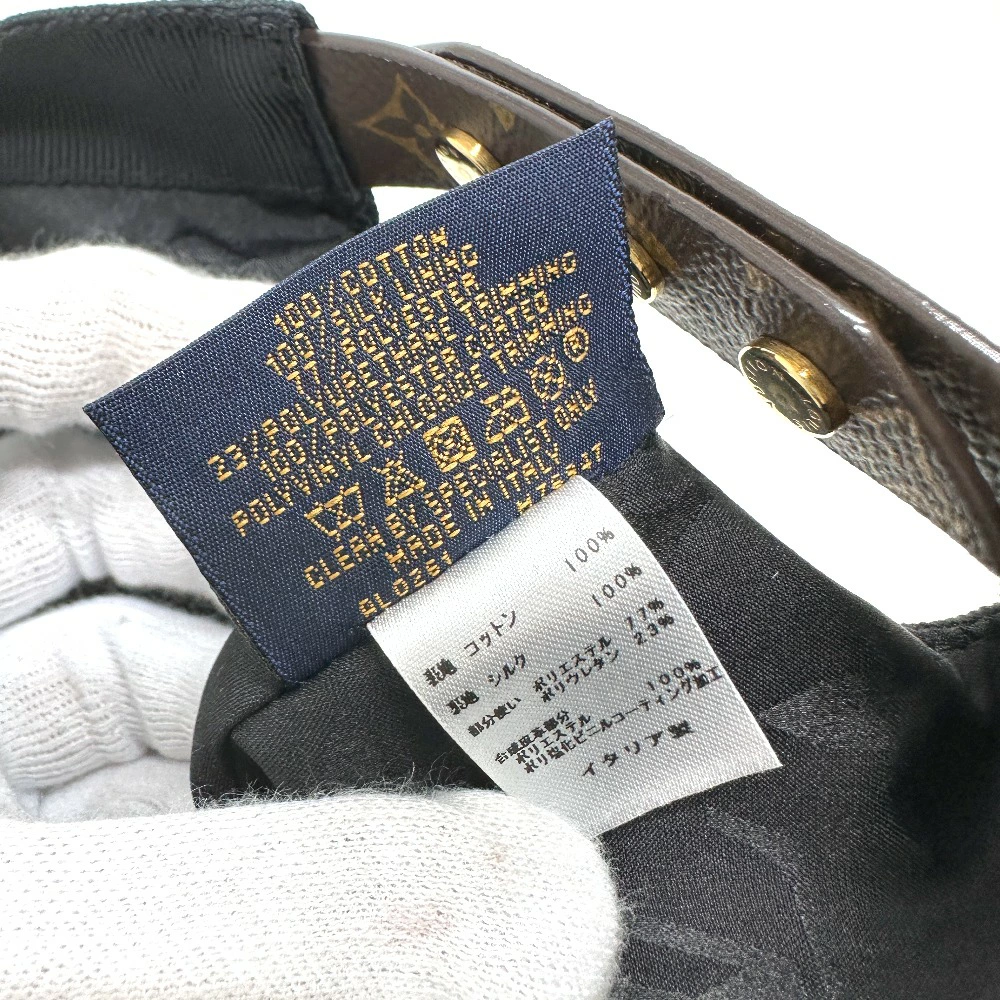 100% COTTON
100% SILK LINING
77% POLYESTER
23% POLYURETHANE TRIMMING
100% POLYESTER COATED
POLYVINYL CHLORIDE TRIMMING
CLEAN BY SPECIALIST ONLY
MADE IN ITALY
表地 コットン 100%
裏地 シルク 100%
部分使い ポリエステル 77%
ポリウレタン 23%
合成皮革部分
ポリエステル 100%
ポリ塩化ビニールコーティング加工
イタリア製